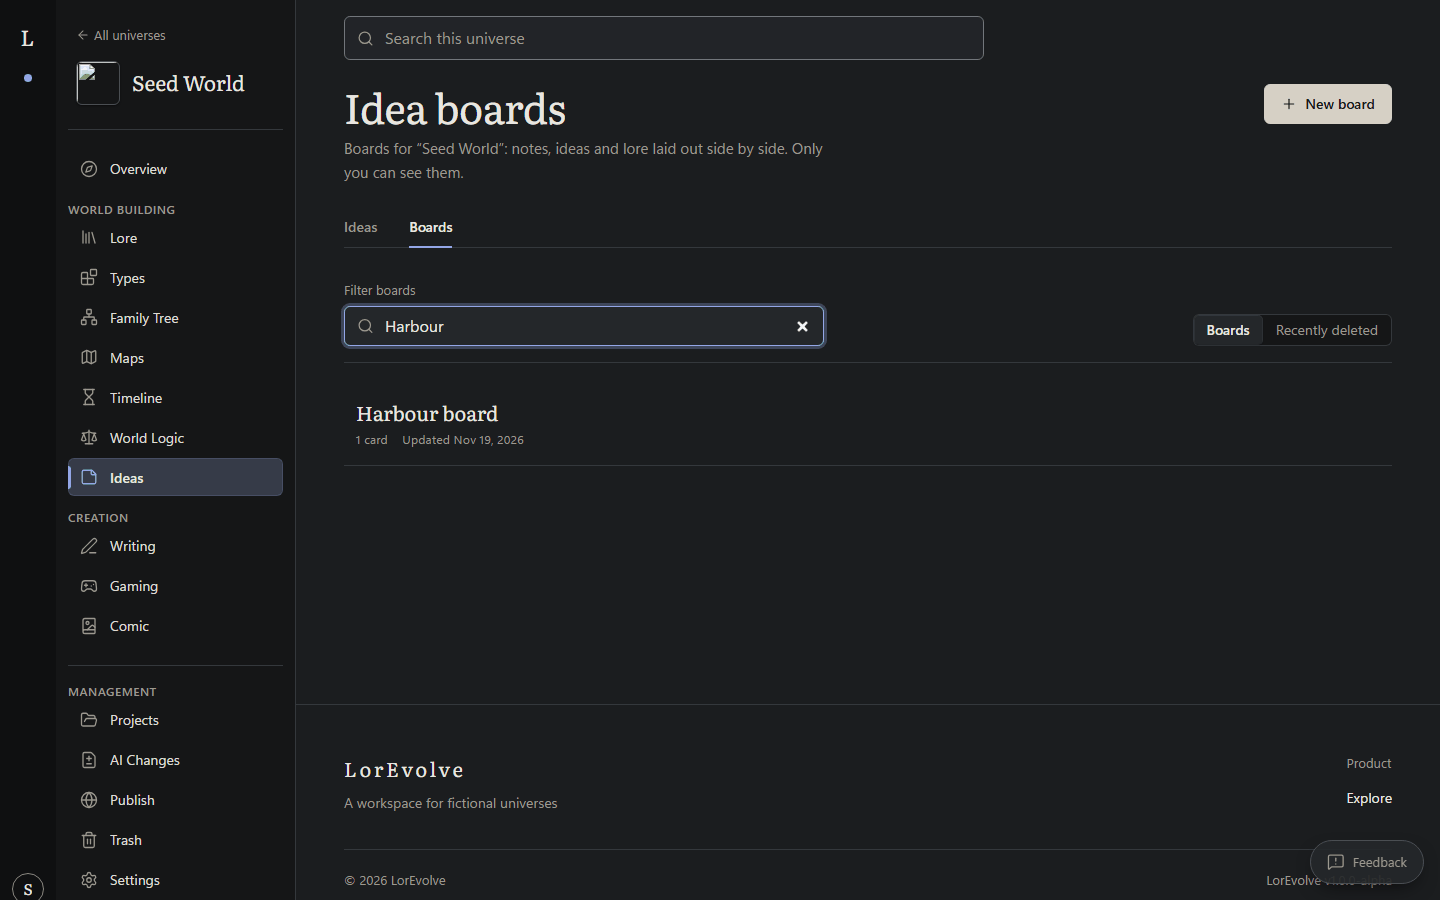 L
All universes
Seed World
Overview
WORLD BUILDING
Lore
Types
Family Tree
Maps
Timeline
World Logic
Ideas
CREATION
Writing
Gaming
Comic
MANAGEMENT
Projects
AI Changes
Publish
Trash
Settings
S
Search this universe
Idea boards
New board
Boards for “Seed World”: notes, ideas and lore laid out side by side. Only
you can see them.
Ideas
Boards
Filter boards
Harbour
Boards
Recently deleted
Harbour board
1 card Updated Nov 19, 2026
LorEvolve
A workspace for fictional universes
Product
Explore
Feedback
© 2026 LorEvolve
LorEvolve v1.0.0-alpha